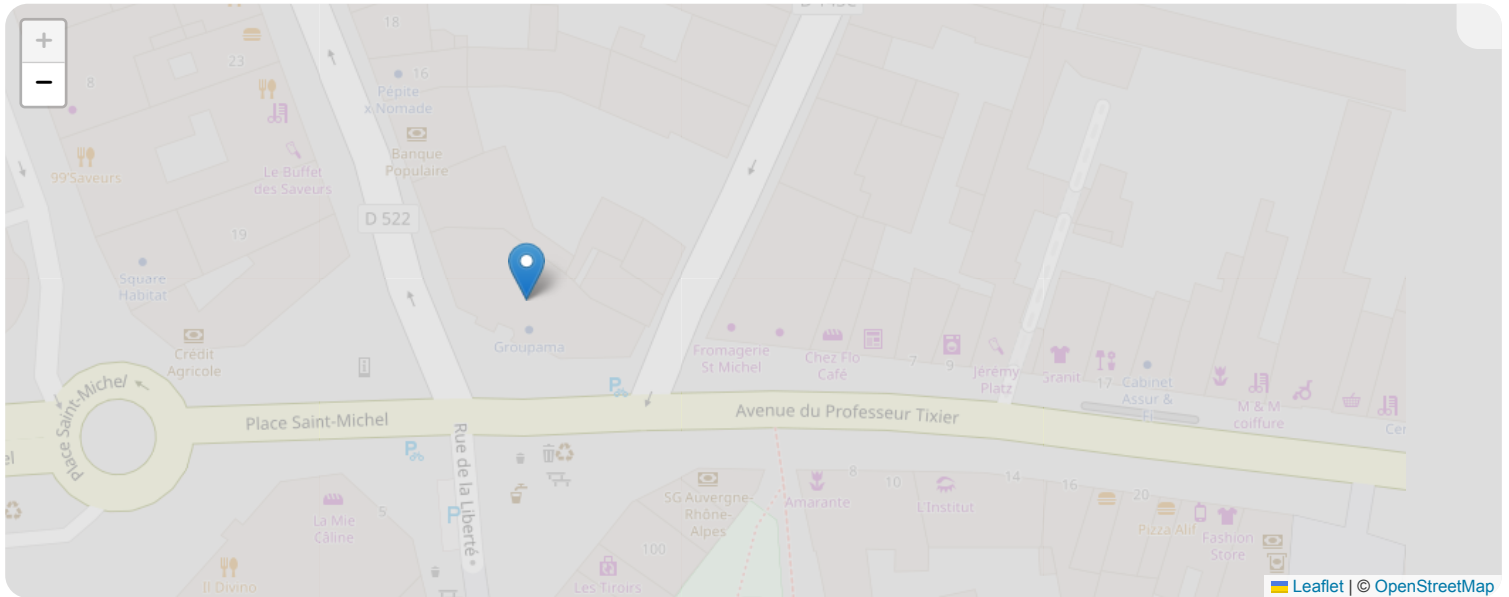 +
−
18
23
8
16
Pépite
x Nomade
Banque
Populaire
99'Saveurs
Le Buffet
des Saveurs
D 522
19
Square
Habitat
Groupama
Crédit
Agricole
Fromagerie
St Michel
Chez Flo
Café
7
9
Jérémy
Platz
Granit
17
Cabinet
Assur &
M & M
coiffure
P
Place Saint-Michel
Place Saint-Michel
Avenue du Professeur Tixier
Rue de la Liberté
P
P
La Mie
Câline
5
Il Divino
SG Auvergne-
Rhône-
Alpes
100
Les Tiroirs
Amarante
8
10
L'Institut
14
16
20
Pizza Alif
Fashion
Store
Leaflet | © OpenStreetMap